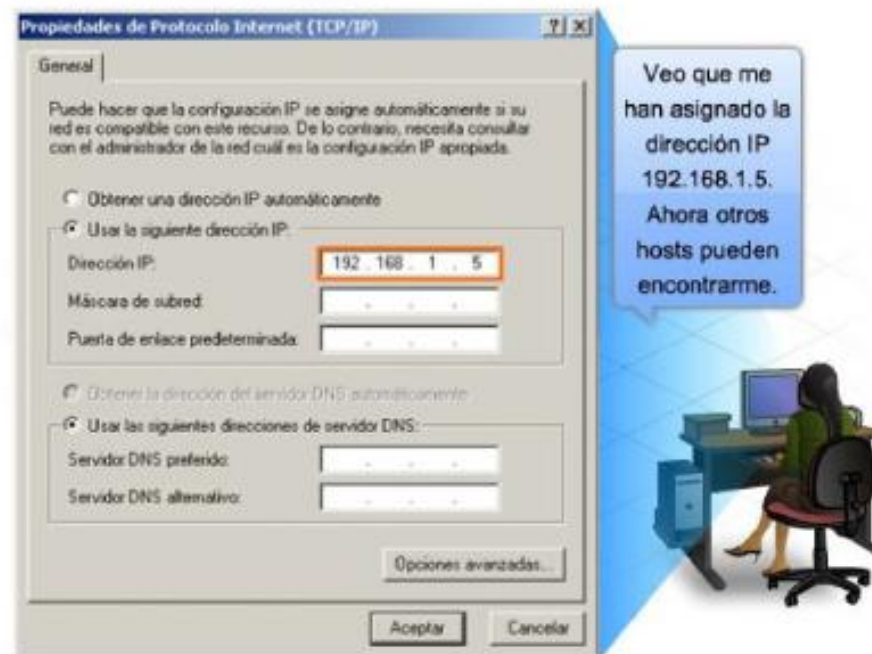 Propiedades de Protocolo Internet (TCP/IP)
General
Puede hacer que la configuración IP se asigne automáticamente si su
red es compatible con este recurso. De lo contrario, necesita consultar
con el administrador de la red cuál es la configuración IP apropiada.
Obtener una dirección IP automáticamente
Usar la siguiente dirección IP:
Dirección IP: 192 . 168 . 1 . 5
Máscara de subred:
Puerta de enlace predeterminada:
Obtener la dirección del servidor DNS automáticamente
Usar las siguientes direcciones de servidor DNS:
Servidor DNS preferido:
Servidor DNS alternativo:
Opciones avanzadas...
Aceptar
Cancelar
Veo que me
han asignado la
dirección IP
192.168.1.5.
Ahora otros
hosts pueden
encontrarme.